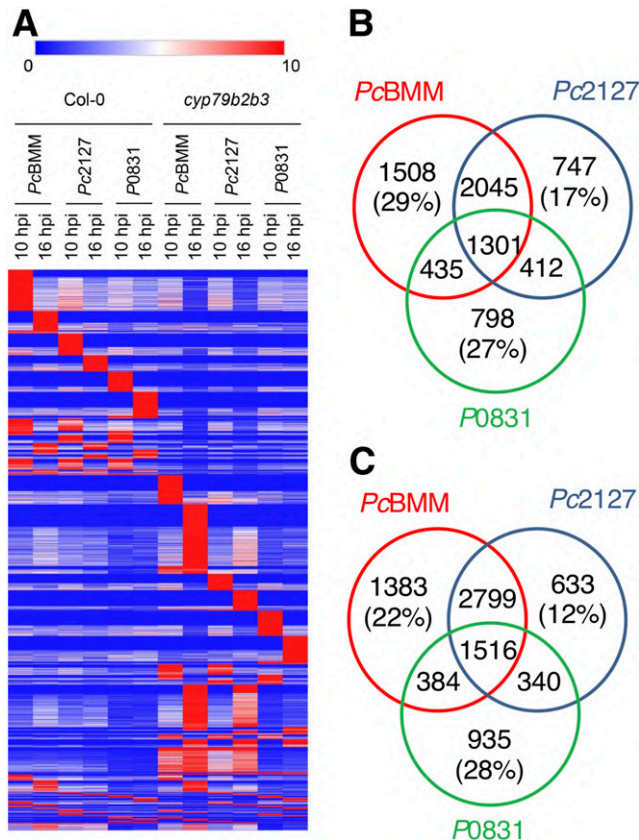 A
0
10
Col-0
cyp79b2b3
PcBMM
Pc2127
P0831
PcBMM
Pc2127
P0831
10 hpi
16 hpi
10 hpi
16 hpi
10 hpi
16 hpi
10 hpi
16 hpi
10 hpi
16 hpi
10 hpi
16 hpi
B
PcBMM
Pc2127
1508
(29%)
2045
747
(17%)
1301
435
412
798
(27%)
P0831
C
PcBMM
Pc2127
1383
(22%)
2799
633
(12%)
1516
384
340
935
(28%)
P0831